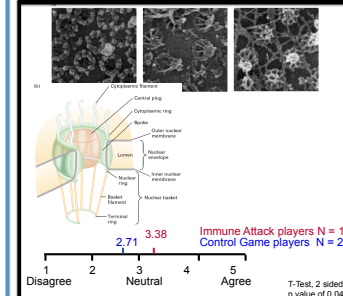 (b)
Cytoplasmic filament
Central plug
Cytoplasmic ring
Spoke
Outer nuclear
membrane
Lumen
Nuclear
envelope
Inner nuclear
membrane
Nuclear
ring
Nuclear basket
Basket
filament
Terminal
ring
3.38
2.71
Immune Attack players N = 1
Control Game players N = 2
1 2 3 4 5
Disagree Neutral Agree
T-Test, 2 sided
p value of 0.04